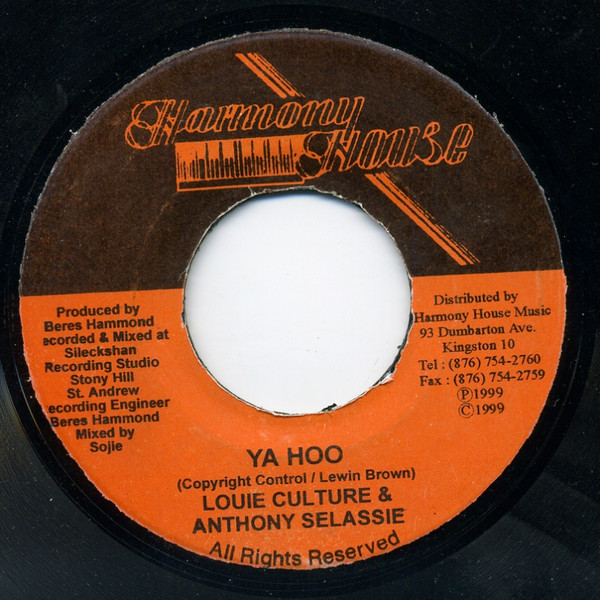 Harmony
House
Produced by
Beres Hammond
ecorded & Mixed at
Sileckshan
Recording Studio
Stony Hill
St. Andrew
ecording Engineer
Beres Hammond
Mixed by
Sojie
Distributed by
Harmony House Music
93 Dumbarton Ave.
Kingston 10
Tel : (876) 754-2760
Fax : (876) 754-2759
Ⓟ1999
©1999
YA HOO
(Copyright Control / Lewin Brown)
LOUIE CULTURE &
ANTHONY SELASSIE
All Rights Reserved